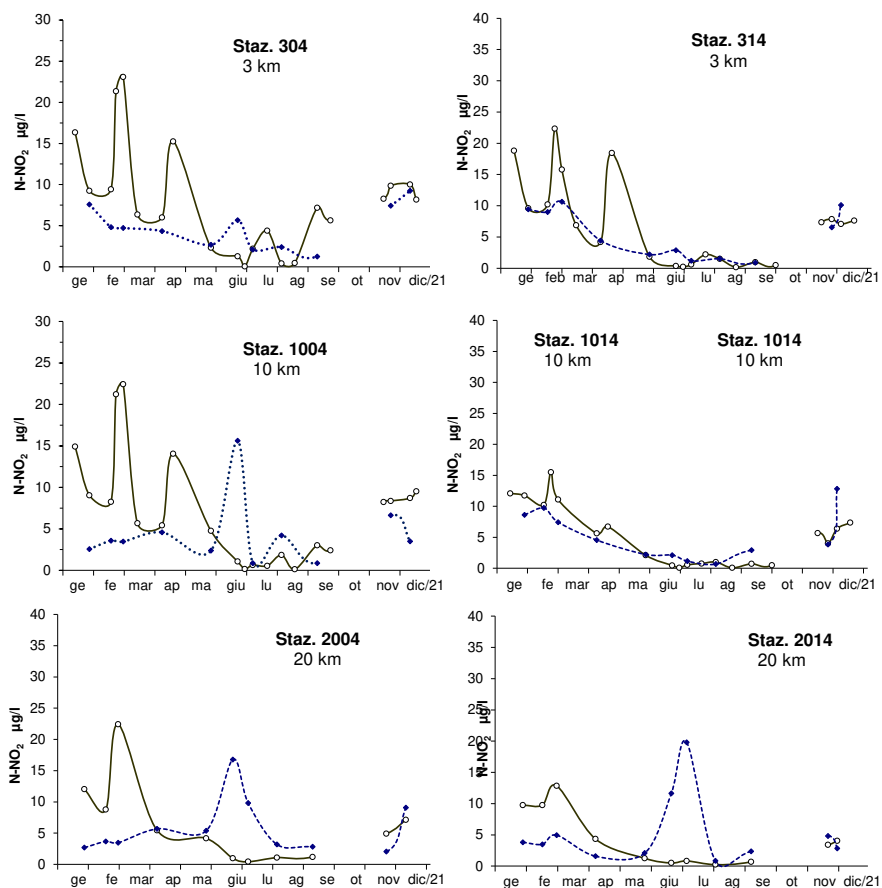 Staz. 304
3 km
N-NO2 µg/l
30
25
20
15
10
5
0
ge fe mar ap ma giu lu ag se ot nov dic/21
Staz. 314
3 km
N-NO2 µg/l
40
35
30
25
20
15
10
5
0
ge feb mar ap ma giu lu ag se ot nov dic/21
Staz. 1004
10 km
N-NO2 µg/l
30
25
20
15
10
5
0
ge fe mar ap ma giu lu ag se ot nov dic/21
Staz. 1014 Staz. 1014
10 km 10 km
N-NO2 µg/l
40
35
30
25
20
15
10
5
0
ge fe mar ap ma giu lu ag se ot nov dic/21
Staz. 2004
20 km
N-NO2 µg/l
40
35
30
25
20
15
10
5
0
ge fe mar ap ma giu lu ag se ot nov dic/21
Staz. 2014
20 km
N-NO2 µg/l
40
35
30
25
20
15
10
5
0
ge fe mar ap ma giu lu ag se ot nov dic/21